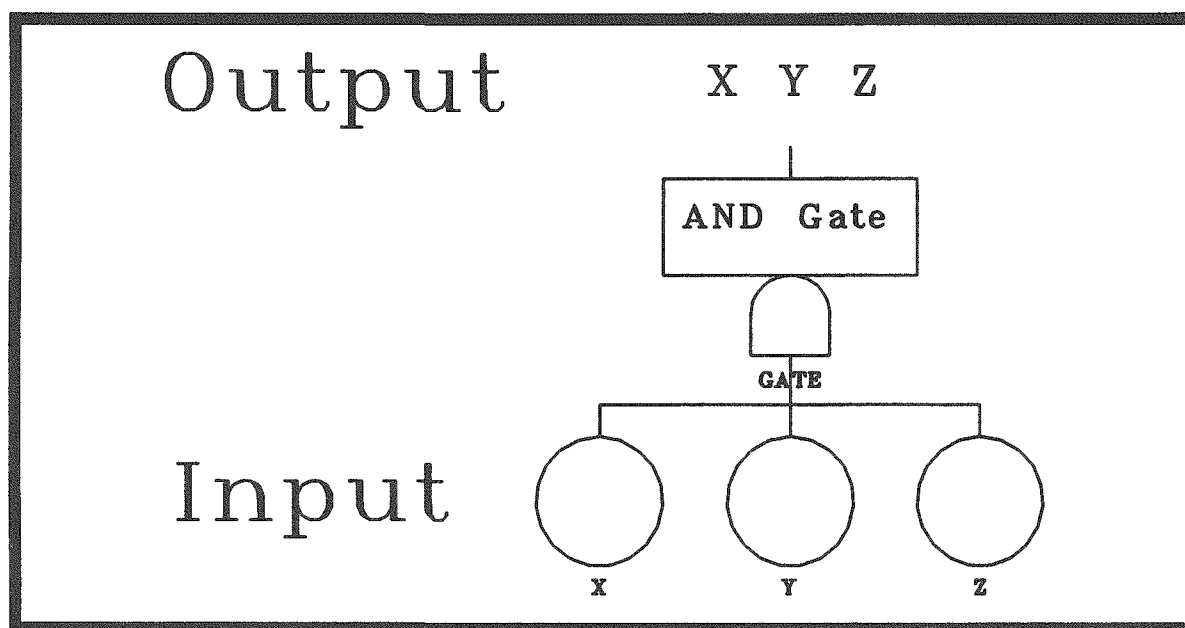 Output X Y Z
AND Gate
GATE
Input
X Y Z